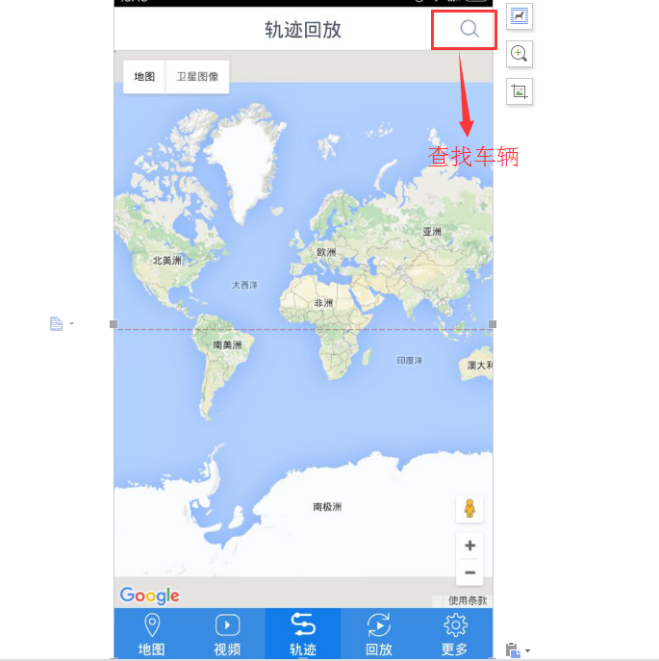 轨迹回放
地图 卫星图像
查找车辆
亚洲
欧洲
北美洲
大西洋
非洲
南美洲
印度洋
澳大利
南极洲
Google
使用条款
地图 视频 轨迹 回放 更多